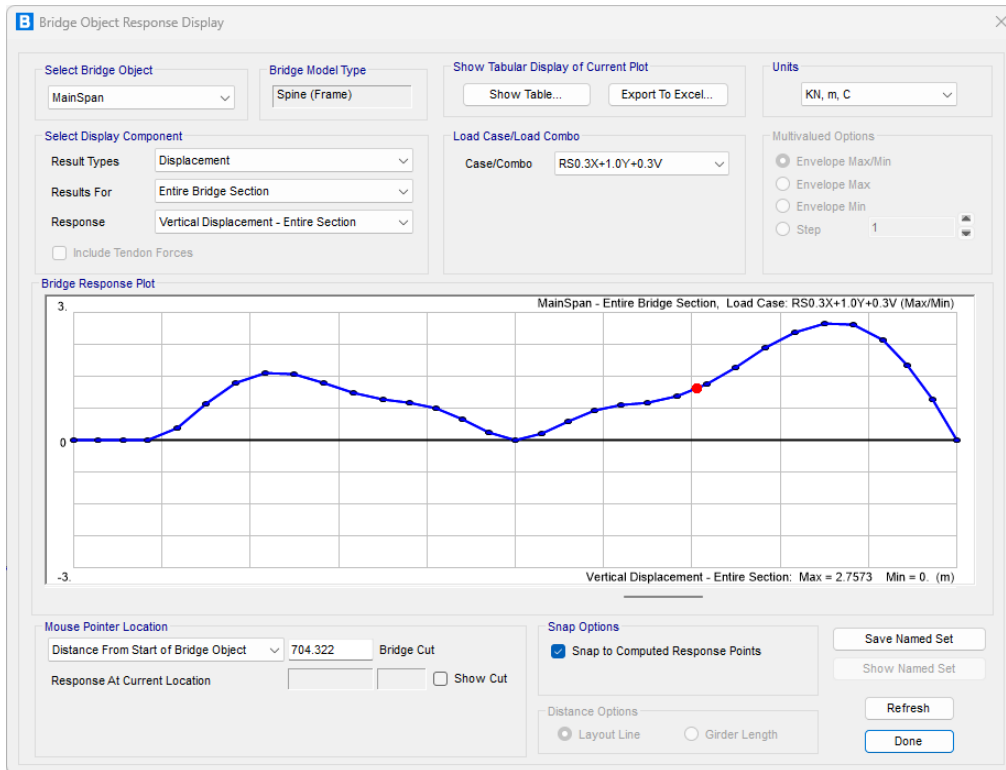 B Bridge Object Response Display
Select Bridge Object
MainSpan
Bridge Model Type
Spine (Frame)
Show Tabular Display of Current Plot
Show Table...
Export To Excel...
Units
KN, m, C
Select Display Component
Result Types
Displacement
Results For
Entire Bridge Section
Response
Vertical Displacement - Entire Section
Include Tendon Forces
Load Case/Load Combo
Case/Combo
RS0.3X+1.0Y+0.3V
Multivalued Options
Envelope Max/Min
Envelope Max
Envelope Min
Step
1
Bridge Response Plot
3.
MainSpan - Entire Bridge Section, Load Case: RS0.3X+1.0Y+0.3V (Max/Min)
0
-3.
Vertical Displacement - Entire Section: Max = 2.7573 Min = 0. (m)
Mouse Pointer Location
Distance From Start of Bridge Object
704.322
Bridge Cut
Response At Current Location
Show Cut
Snap Options
Snap to Computed Response Points
Distance Options
Layout Line
Girder Length
Save Named Set
Show Named Set
Refresh
Done